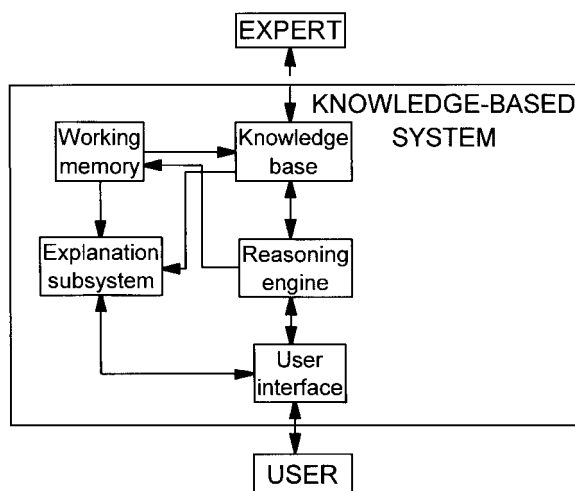 EXPERT
KNOWLEDGE-BASED
SYSTEM
Working
memory
Knowledge
base
Explanation
subsystem
Reasoning
engine
User
interface
USER